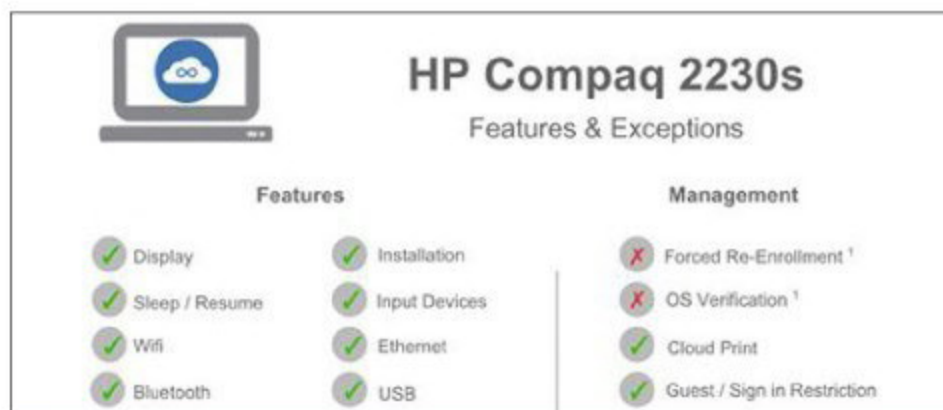 HP Compaq 2230s
Features & Exceptions
Features
Display
Sleep / Resume
Wifi
Bluetooth
Installation
Input Devices
Ethernet
USB
Management
Forced Re-Enrollment ¹
OS Verification ¹
Cloud Print
Guest / Sign in Restriction